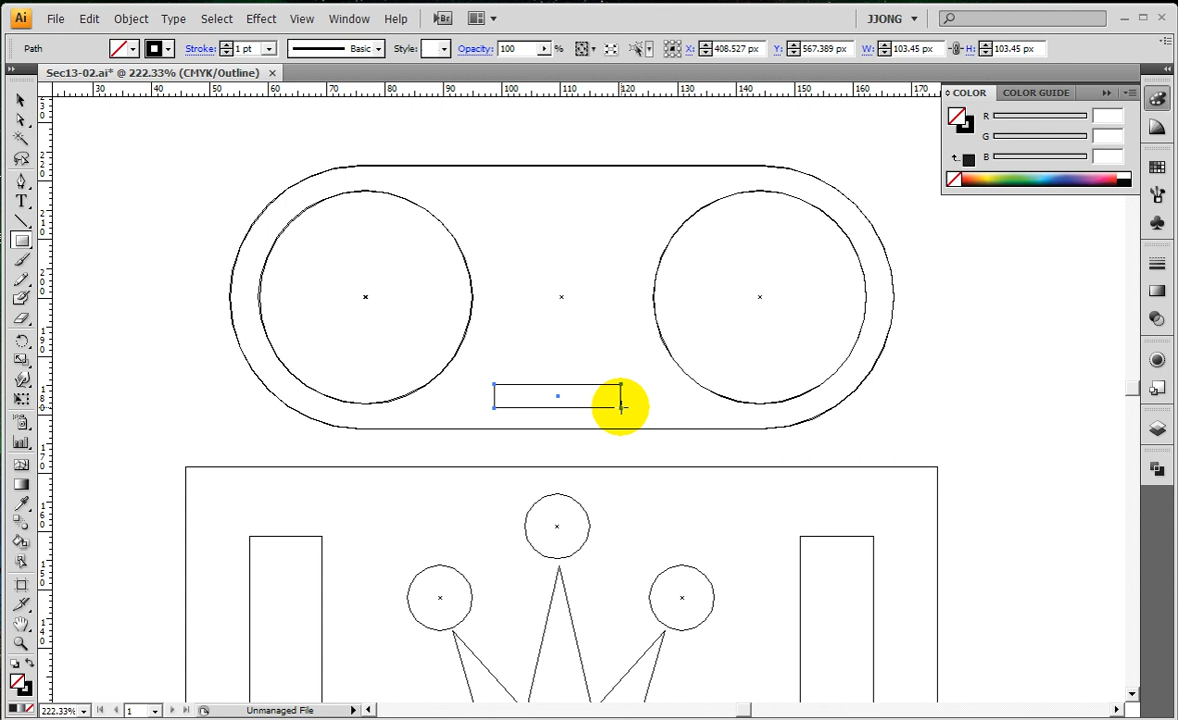 Ai File Edit Object Type Select Effect View Window Help Br JJONG
Path Stroke: 1 pt Basic Style: Opacity: 100 % X: 408.527 px Y: 567.389 px W: 103.45 px H: 103.45 px
Sec13-02.ai* @ 222.33% (CMYK/Outline)
30 40 50 60 70 80 90 100 110 120 130 140 150 160 170
COLOR COLOR GUIDE
R
G
B
T
222.33% 1 Unmanaged File